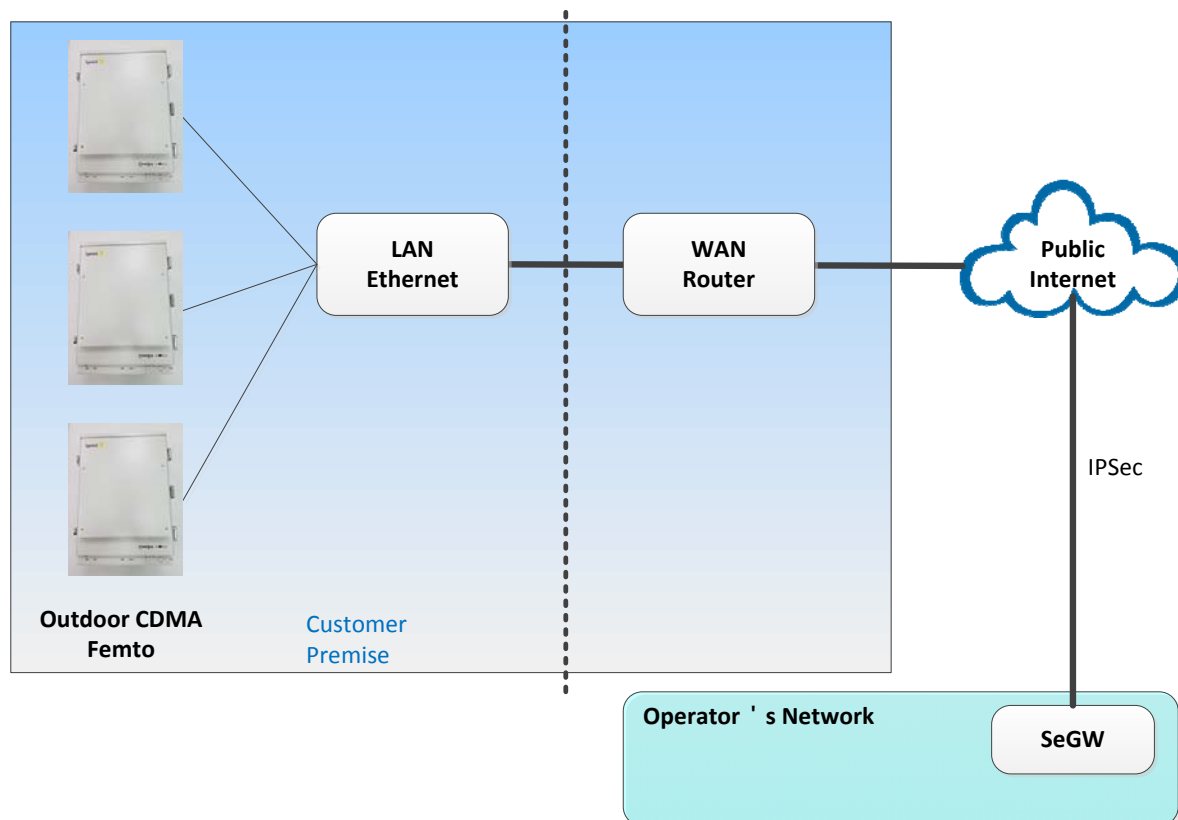 LAN
Ethernet
WAN
Router
Public
Internet
IPSec
Outdoor CDMA
Femto
Customer
Premise
Operator ' s Network
SeGW